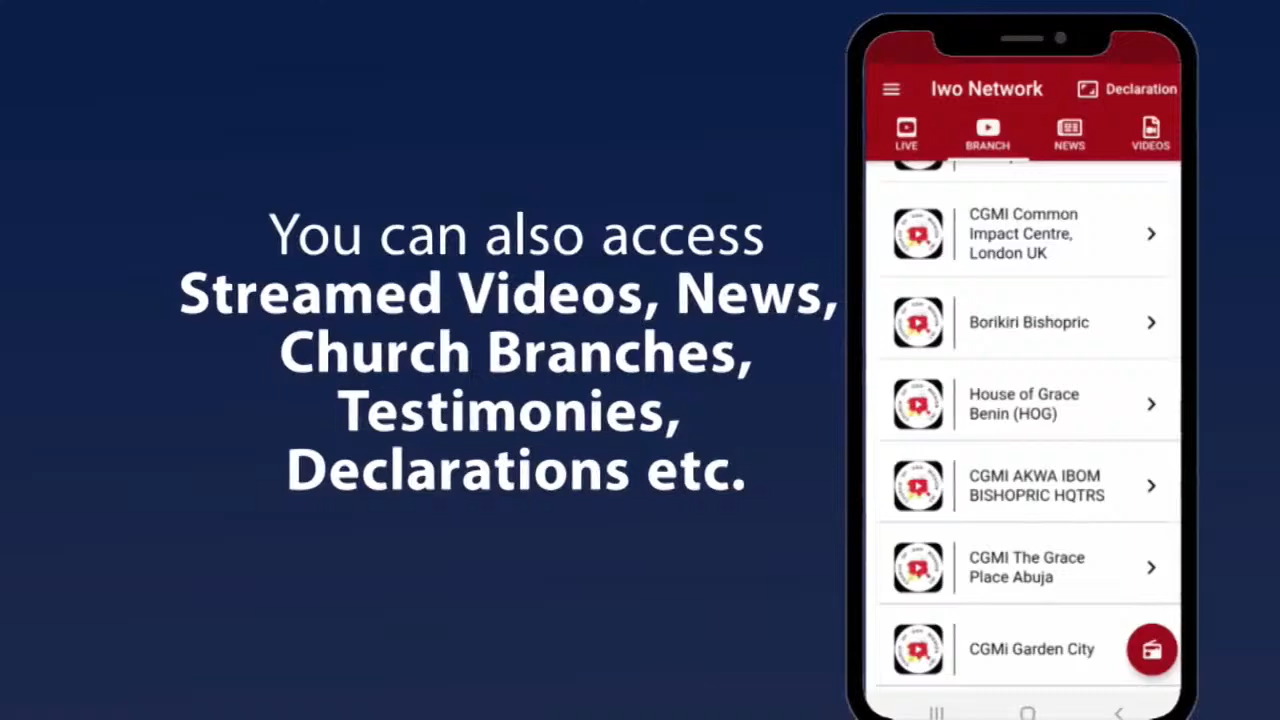 You can also access
Streamed Videos, News,
Church Branches,
Testimonies,
Declarations etc.
Iwo Network
Declaration
LIVE
BRANCH
NEWS
VIDEOS
CGMI Common
Impact Centre,
London UK
Borikiri Bishopric
House of Grace
Benin (HOG)
CGMI AKWA IBOM
BISHOPRIC HQTRS
CGMI The Grace
Place Abuja
CGMi Garden City